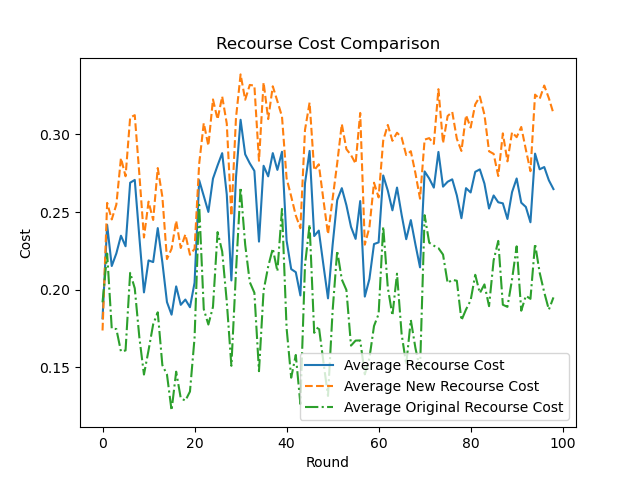 Recourse Cost Comparison
Cost
0.30
0.25
0.20
0.15
Average Recourse Cost
Average New Recourse Cost
Average Original Recourse Cost
0
20
40
60
80
100
Round